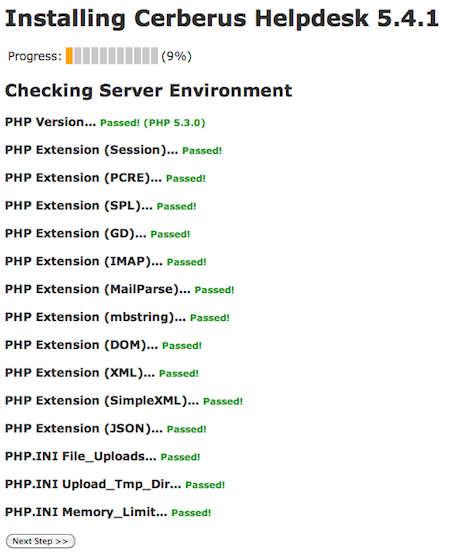 Installing Cerberus Helpdesk 5.4.1
Progress: (9%)
Checking Server Environment
PHP Version... Passed! (PHP 5.3.0)
PHP Extension (Session)... Passed!
PHP Extension (PCRE)... Passed!
PHP Extension (SPL)... Passed!
PHP Extension (GD)... Passed!
PHP Extension (IMAP)... Passed!
PHP Extension (MailParse)... Passed!
PHP Extension (mbstring)... Passed!
PHP Extension (DOM)... Passed!
PHP Extension (XML)... Passed!
PHP Extension (SimpleXML)... Passed!
PHP Extension (JSON)... Passed!
PHP.INI File_Uploads... Passed!
PHP.INI Upload_Tmp_Dir... Passed!
PHP.INI Memory_Limit... Passed!
Next Step >>